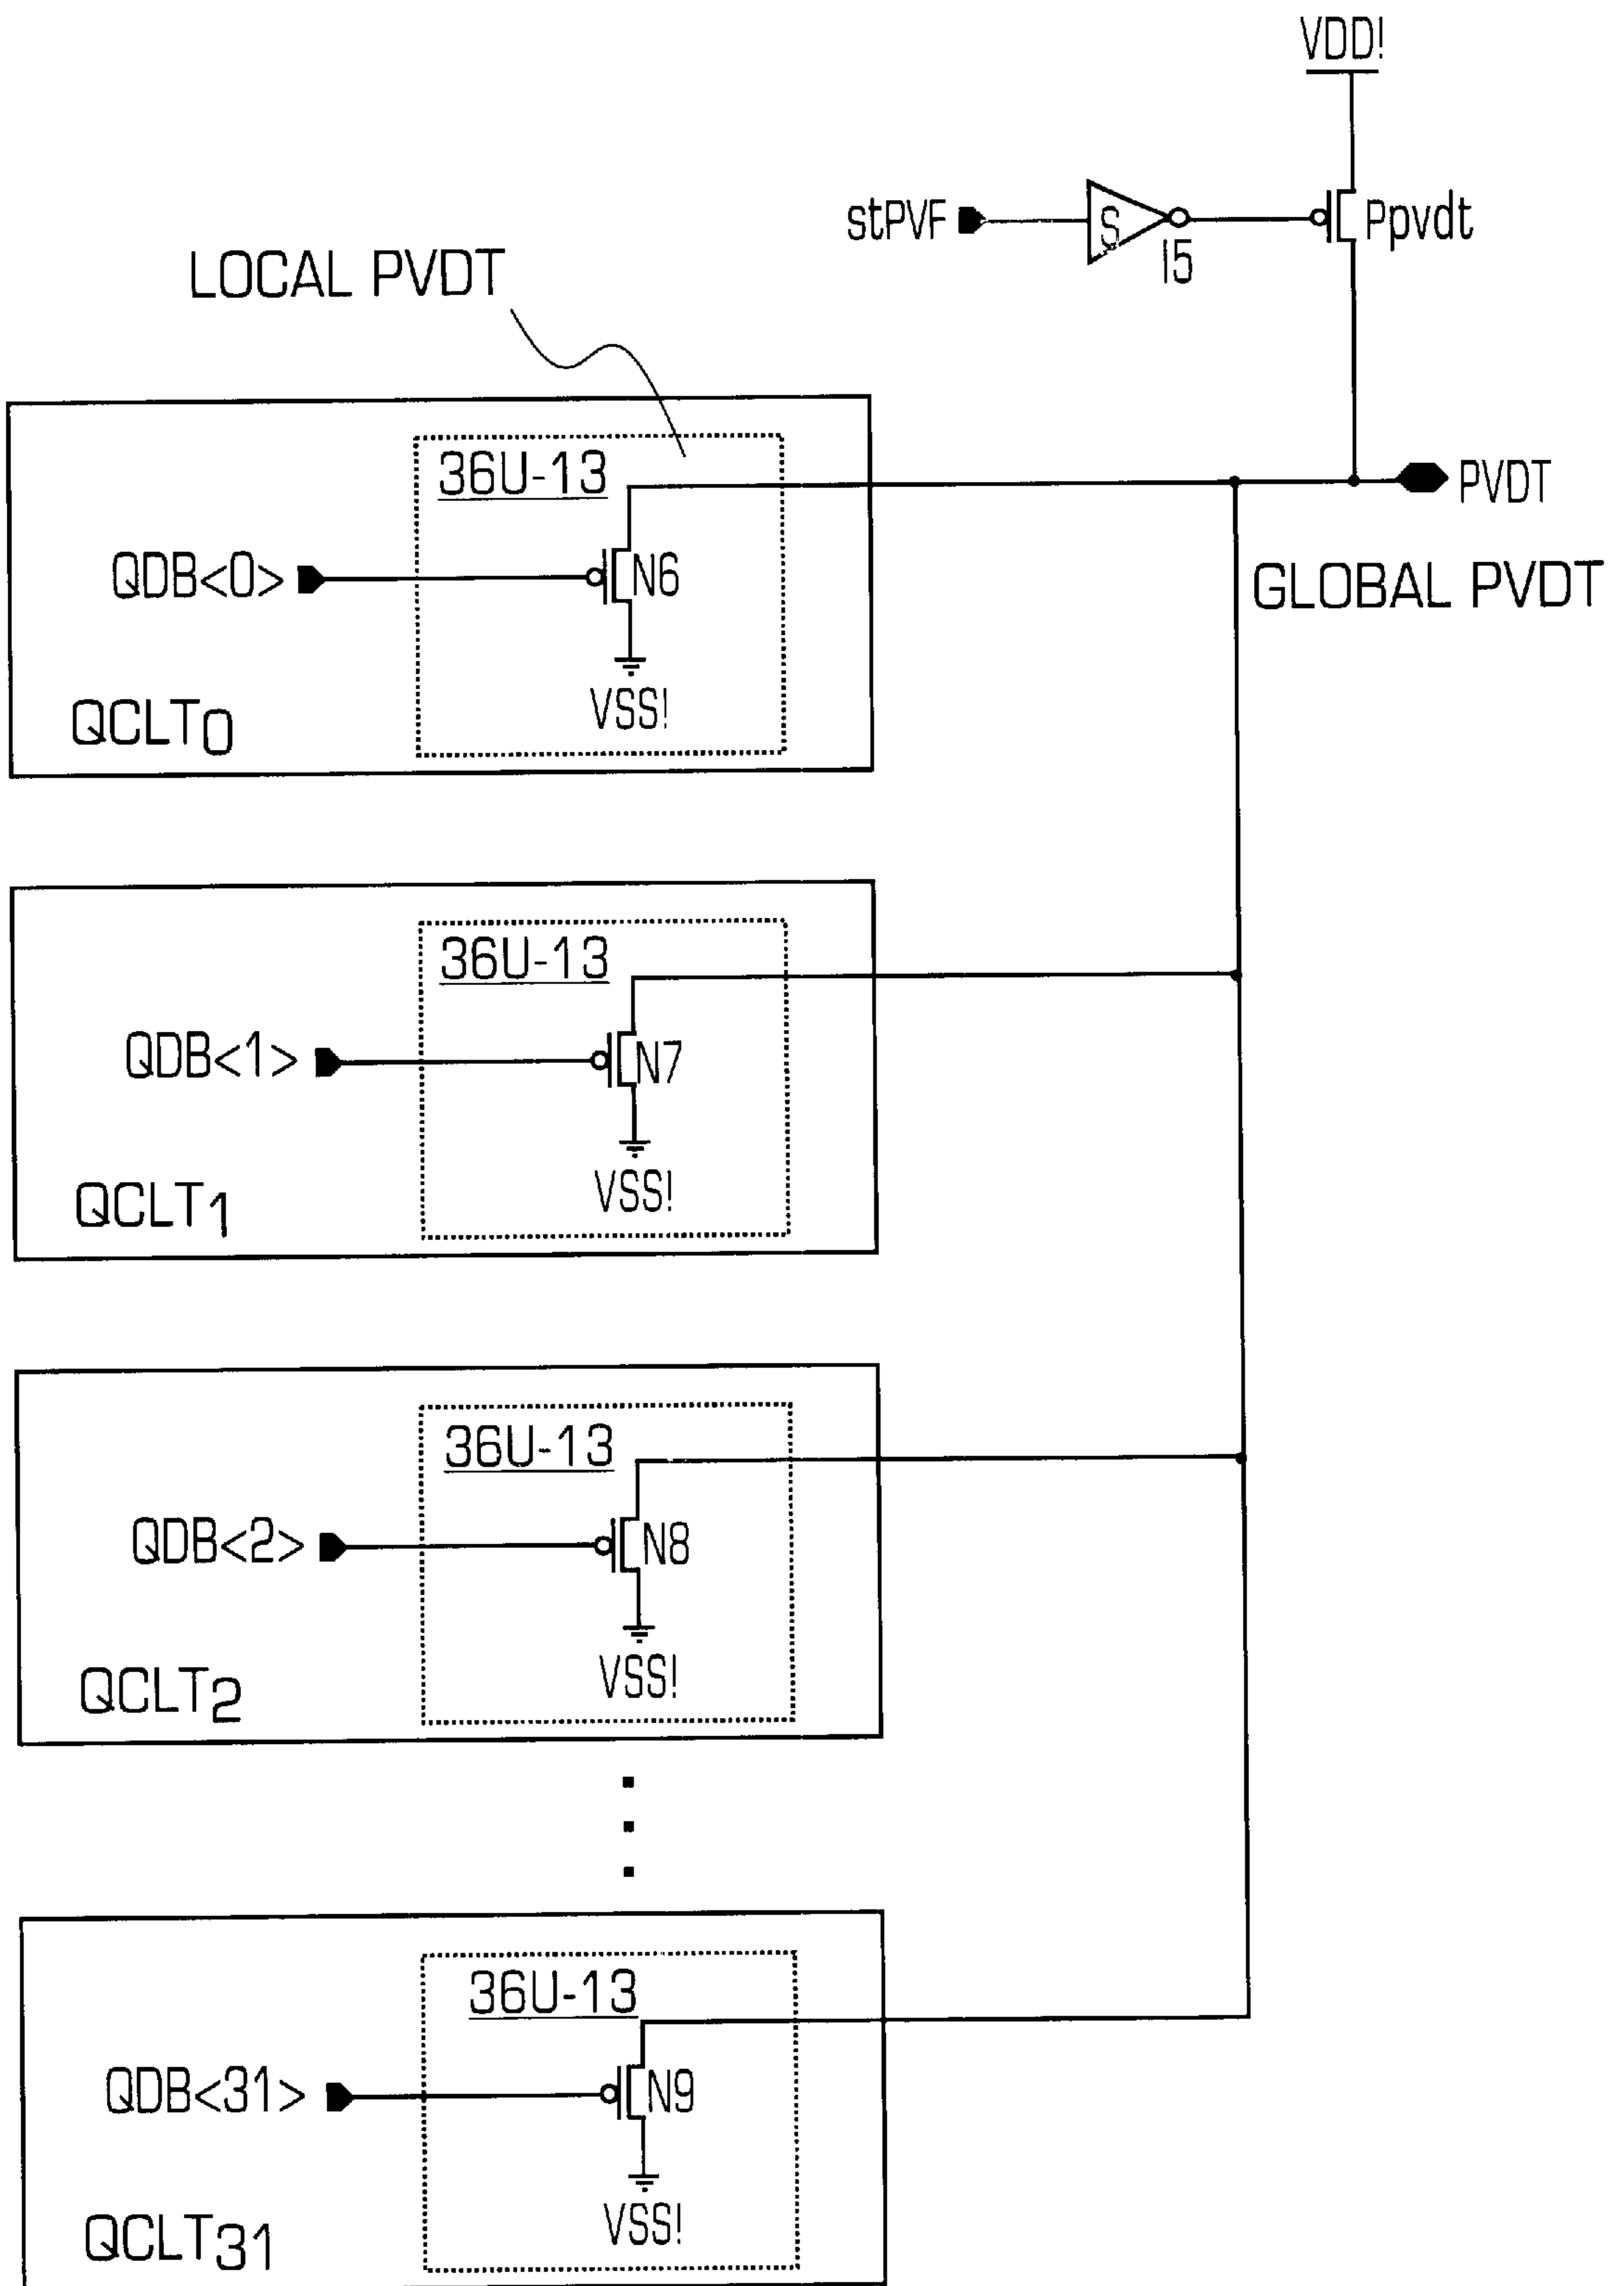 VDD!
stPVF
S
I5
Ppvdt
LOCAL PVDT
36U-13
PVDT
QDB<0>
N6
GLOBAL PVDT
VSS!
QCLT0
36U-13
QDB<1>
N7
VSS!
QCLT1
36U-13
QDB<2>
N8
VSS!
QCLT2
36U-13
QDB<31>
N9
VSS!
QCLT31